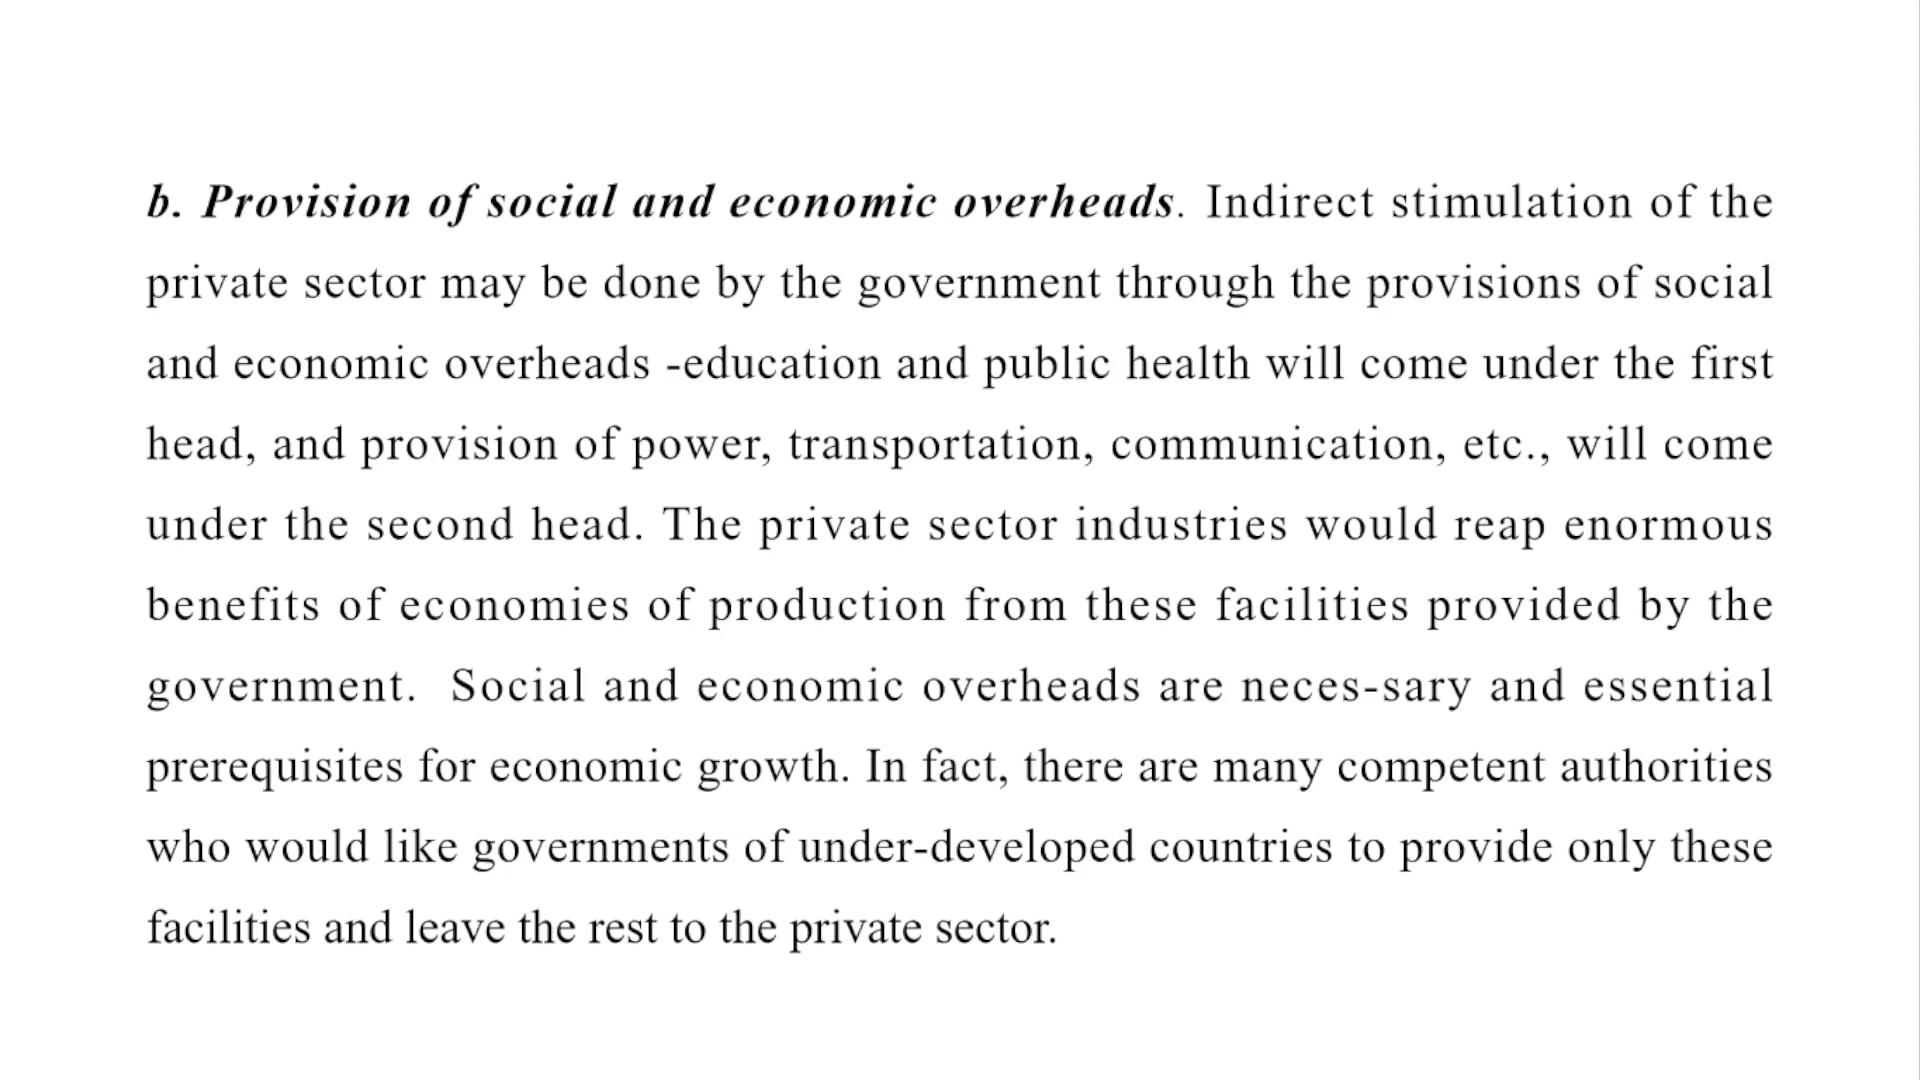 b. Provision of social and economic overheads. Indirect stimulation of the
private sector may be done by the government through the provisions of social
and economic overheads -education and public health will come under the first
head, and provision of power, transportation, communication, etc., will come
under the second head. The private sector industries would reap enormous
benefits of economies of production from these facilities provided by the
government.  Social and economic overheads are neces-sary and essential
prerequisites for economic growth. In fact, there are many competent authorities
who would like governments of under-developed countries to provide only these
facilities and leave the rest to the private sector.